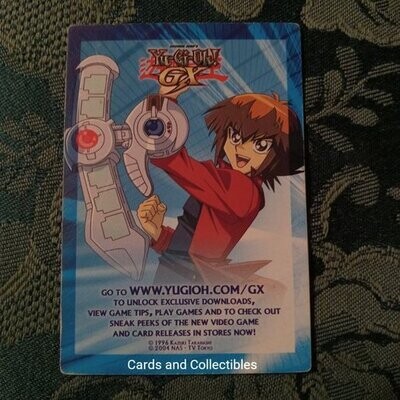 Yu-Gi-Oh!
GX
GO TO WWW.YUGIOH.COM/GX
TO UNLOCK EXCLUSIVE DOWNLOADS,
VIEW GAME TIPS, PLAY GAMES AND TO CHECK OUT
SNEAK PEEKS OF THE NEW VIDEO GAME
AND CARD RELEASES IN STORES NOW!
© 1996 KAZUKI TAKAHASHI
© 2004 NAS • TV TOKYO
Cards and Collectibles